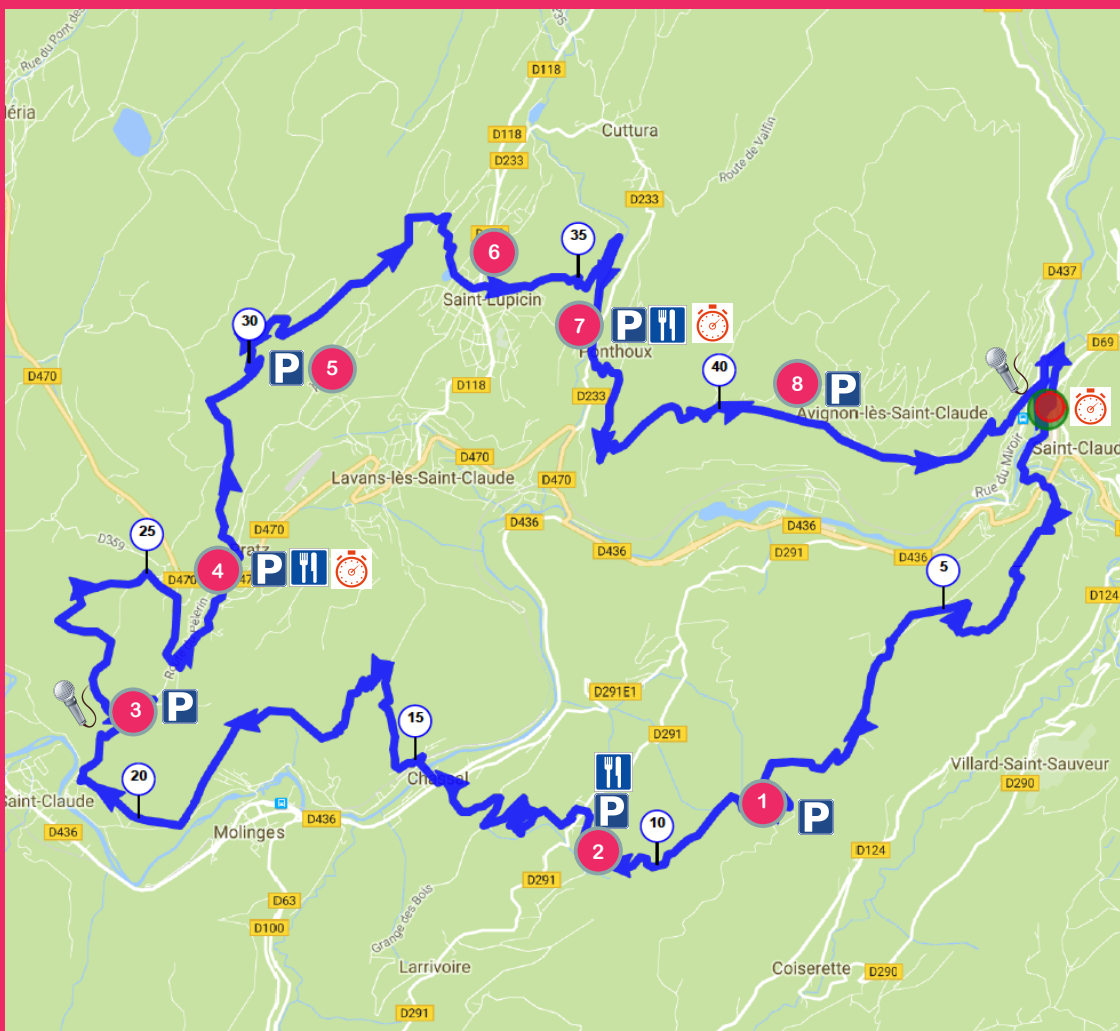 Rue du Pont des
D118
Cuttura
D118
D233
Route de Valfin
D233
D437
6
35
Saint-Lupicin
30
7
P
D69
P
5
D470
Ponthoux
40
D118
D233
8
P
Avignon-lès-Saint-Claude
Saint-Claud
Rue du Miroir
D470
Lavans-lès-Saint-Claude
D470
D436
D436
D470
25
D359
D436
D291
D436
4
P
D470
5
D124
D291E1
3
P
15
D291
Villard-Saint-Sauveur
20
Saint-Claude
P
1
P
D290
D436
Molinges
D436
10
2
D124
D291
D63
Grange des Bois
D100
Larrivoire
Coiserette
D290
D291